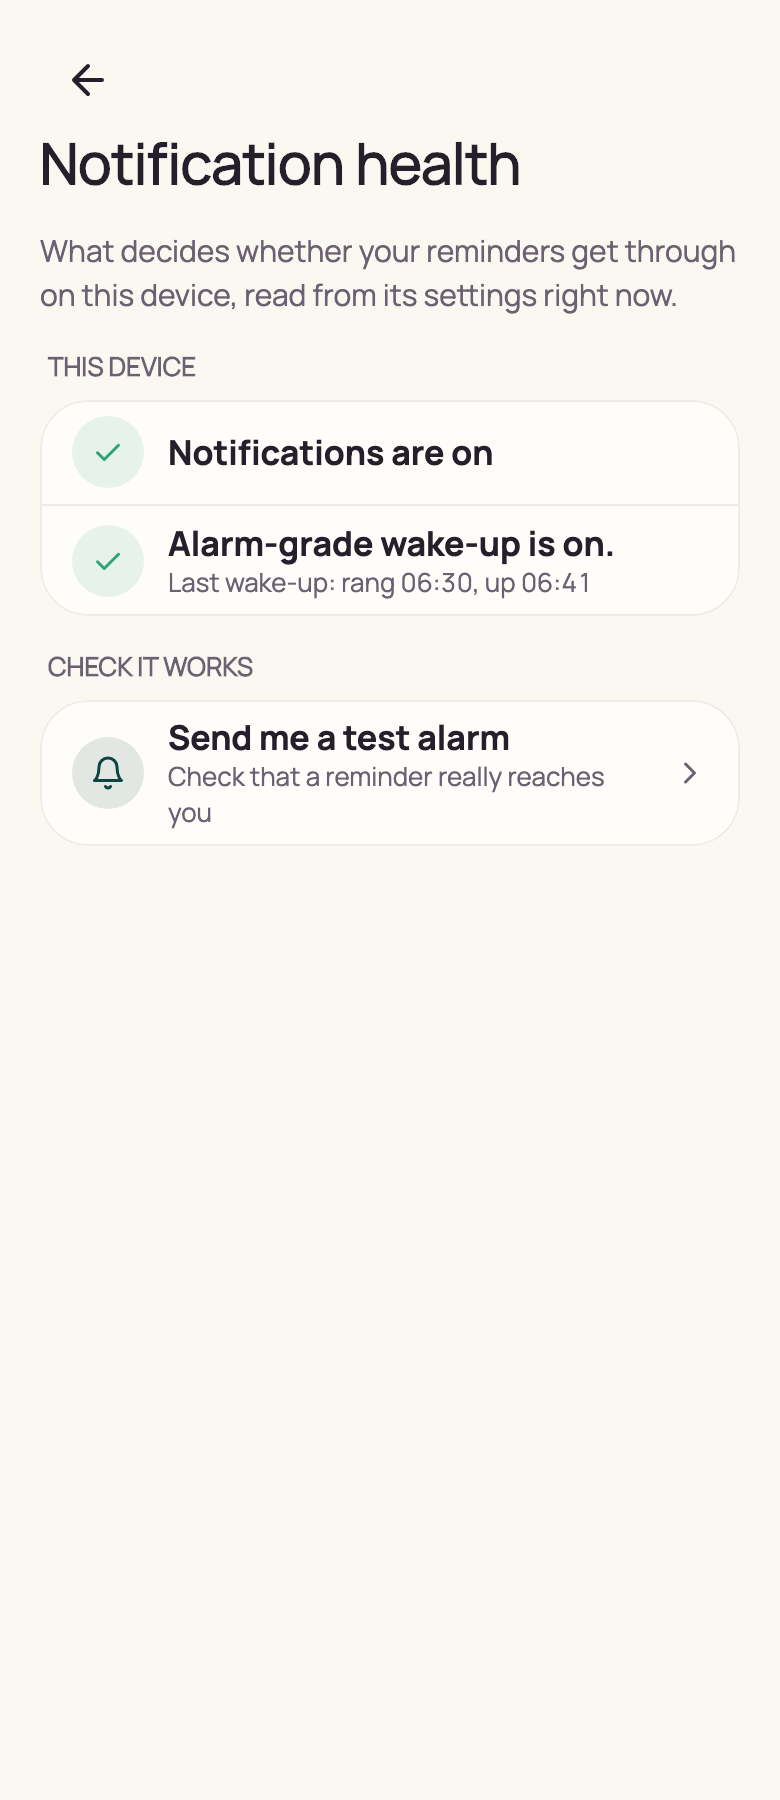 Notification health
What decides whether your reminders get through
on this device, read from its settings right now.
THIS DEVICE
Notifications are on
Alarm-grade wake-up is on.
Last wake-up: rang 06:30, up 06:41
CHECK IT WORKS
Send me a test alarm
Check that a reminder really reaches
you